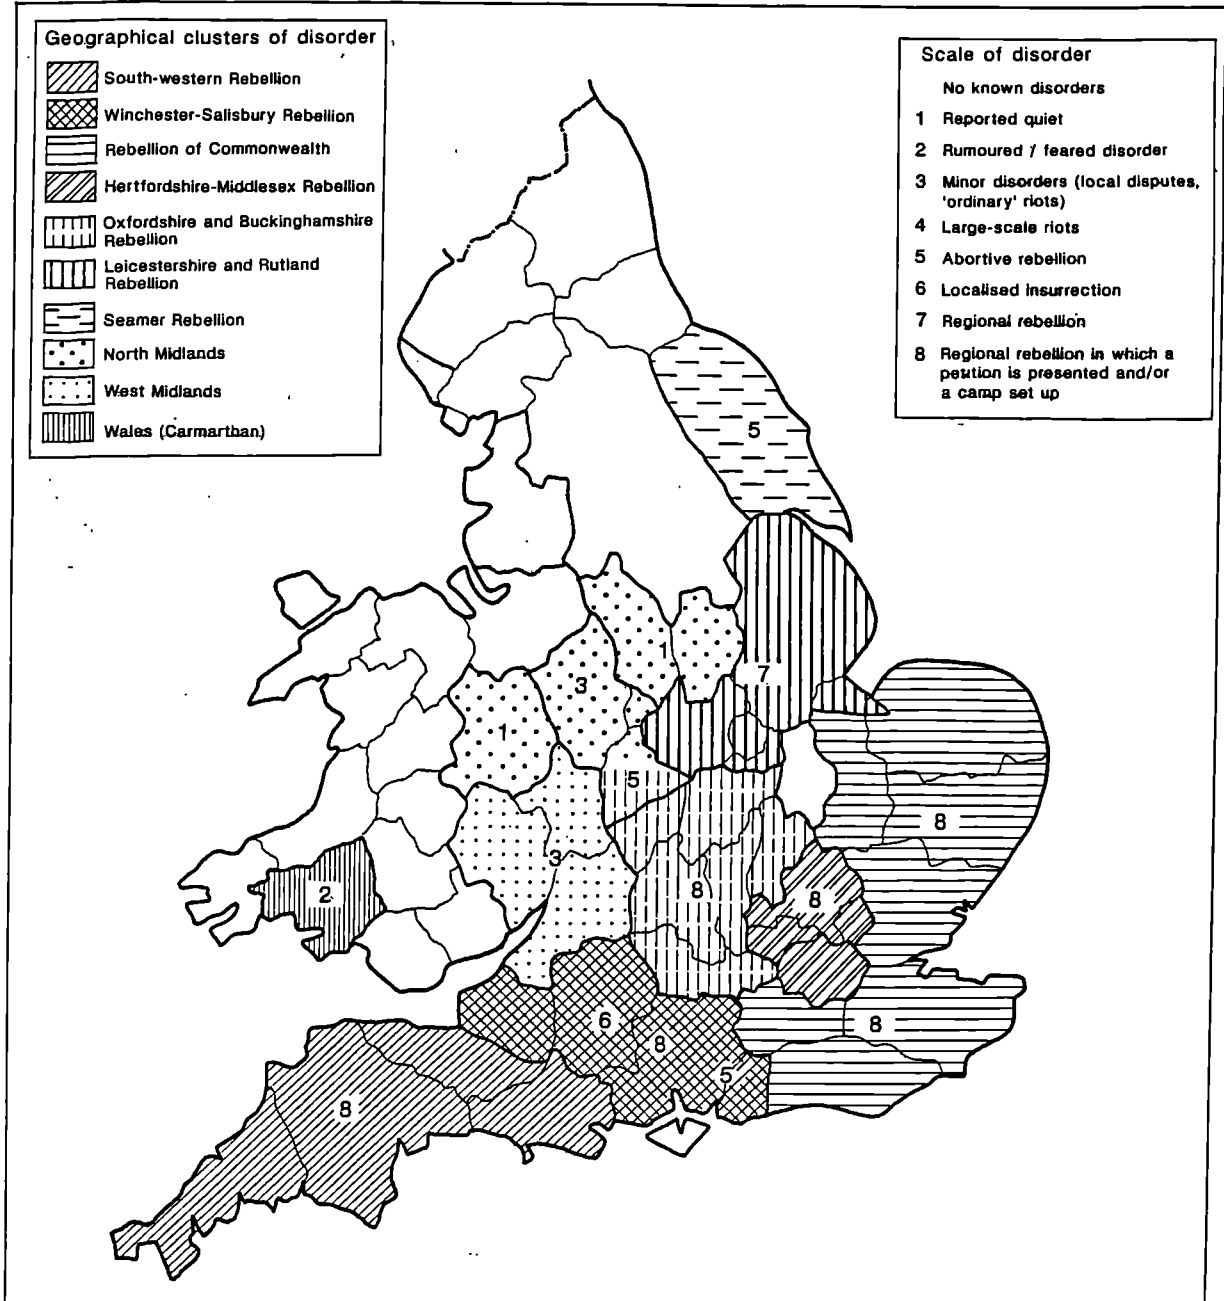 Geographical clusters of disorder
South-western Rebellion
Winchester-Salisbury Rebellion
Rebellion of Commonwealth
Hertfordshire-Middlesex Rebellion
Oxfordshire and Buckinghamshire
Rebellion
Leicestershire and Rutland
Rebellion
Seamer Rebellion
North Midlands
West Midlands
Wales (Carmarthan)
Scale of disorder
No known disorders
1 Reported quiet
2 Rumoured / feared disorder
3 Minor disorders (local disputes,
'ordinary' riots)
4 Large-scale riots
5 Abortive rebellion
6 Localised insurrection
7 Regional rebellion
8 Regional rebellion in which a
petition is presented and/or
a camp set up
5
1
7
3
1
5
8
3
2
8
8
6
8
8
5
8